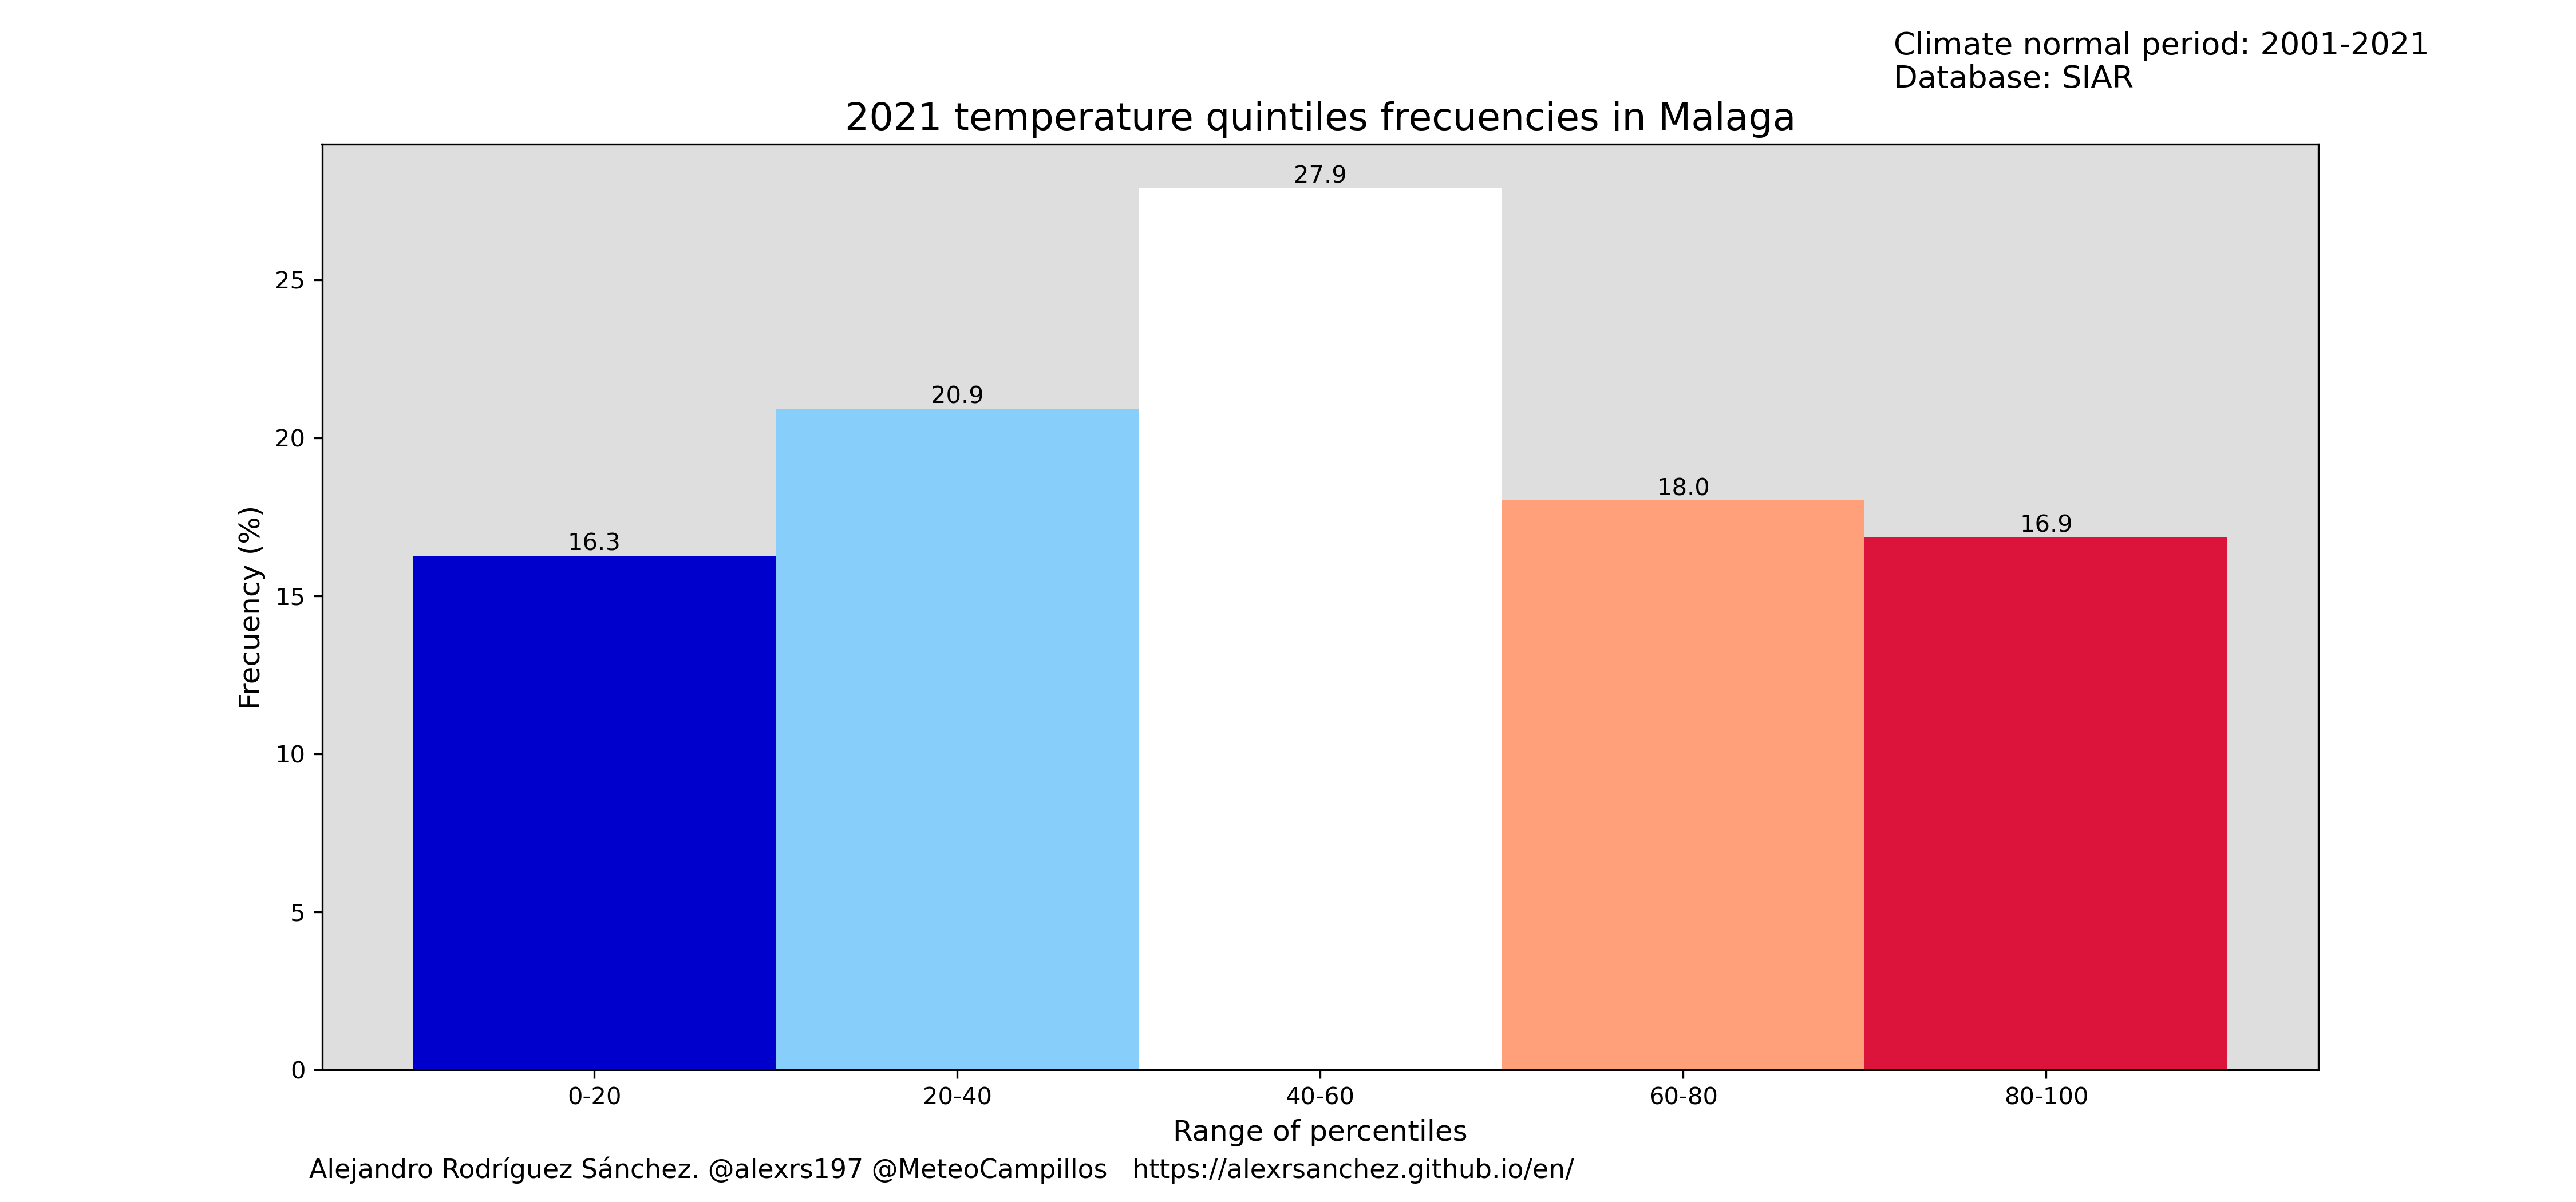 Climate normal period: 2001-2021
Database: SIAR
2021 temperature quintiles frecuencies in Malaga
27.9
25
20.9
20
18.0
16.9
16.3
15
10
5
0
Frecuency (%)
0-20 20-40 40-60 60-80 80-100
Range of percentiles
Alejandro Rodríguez Sánchez. @alexrs197 @MeteoCampillos https://alexrsanchez.github.io/en/